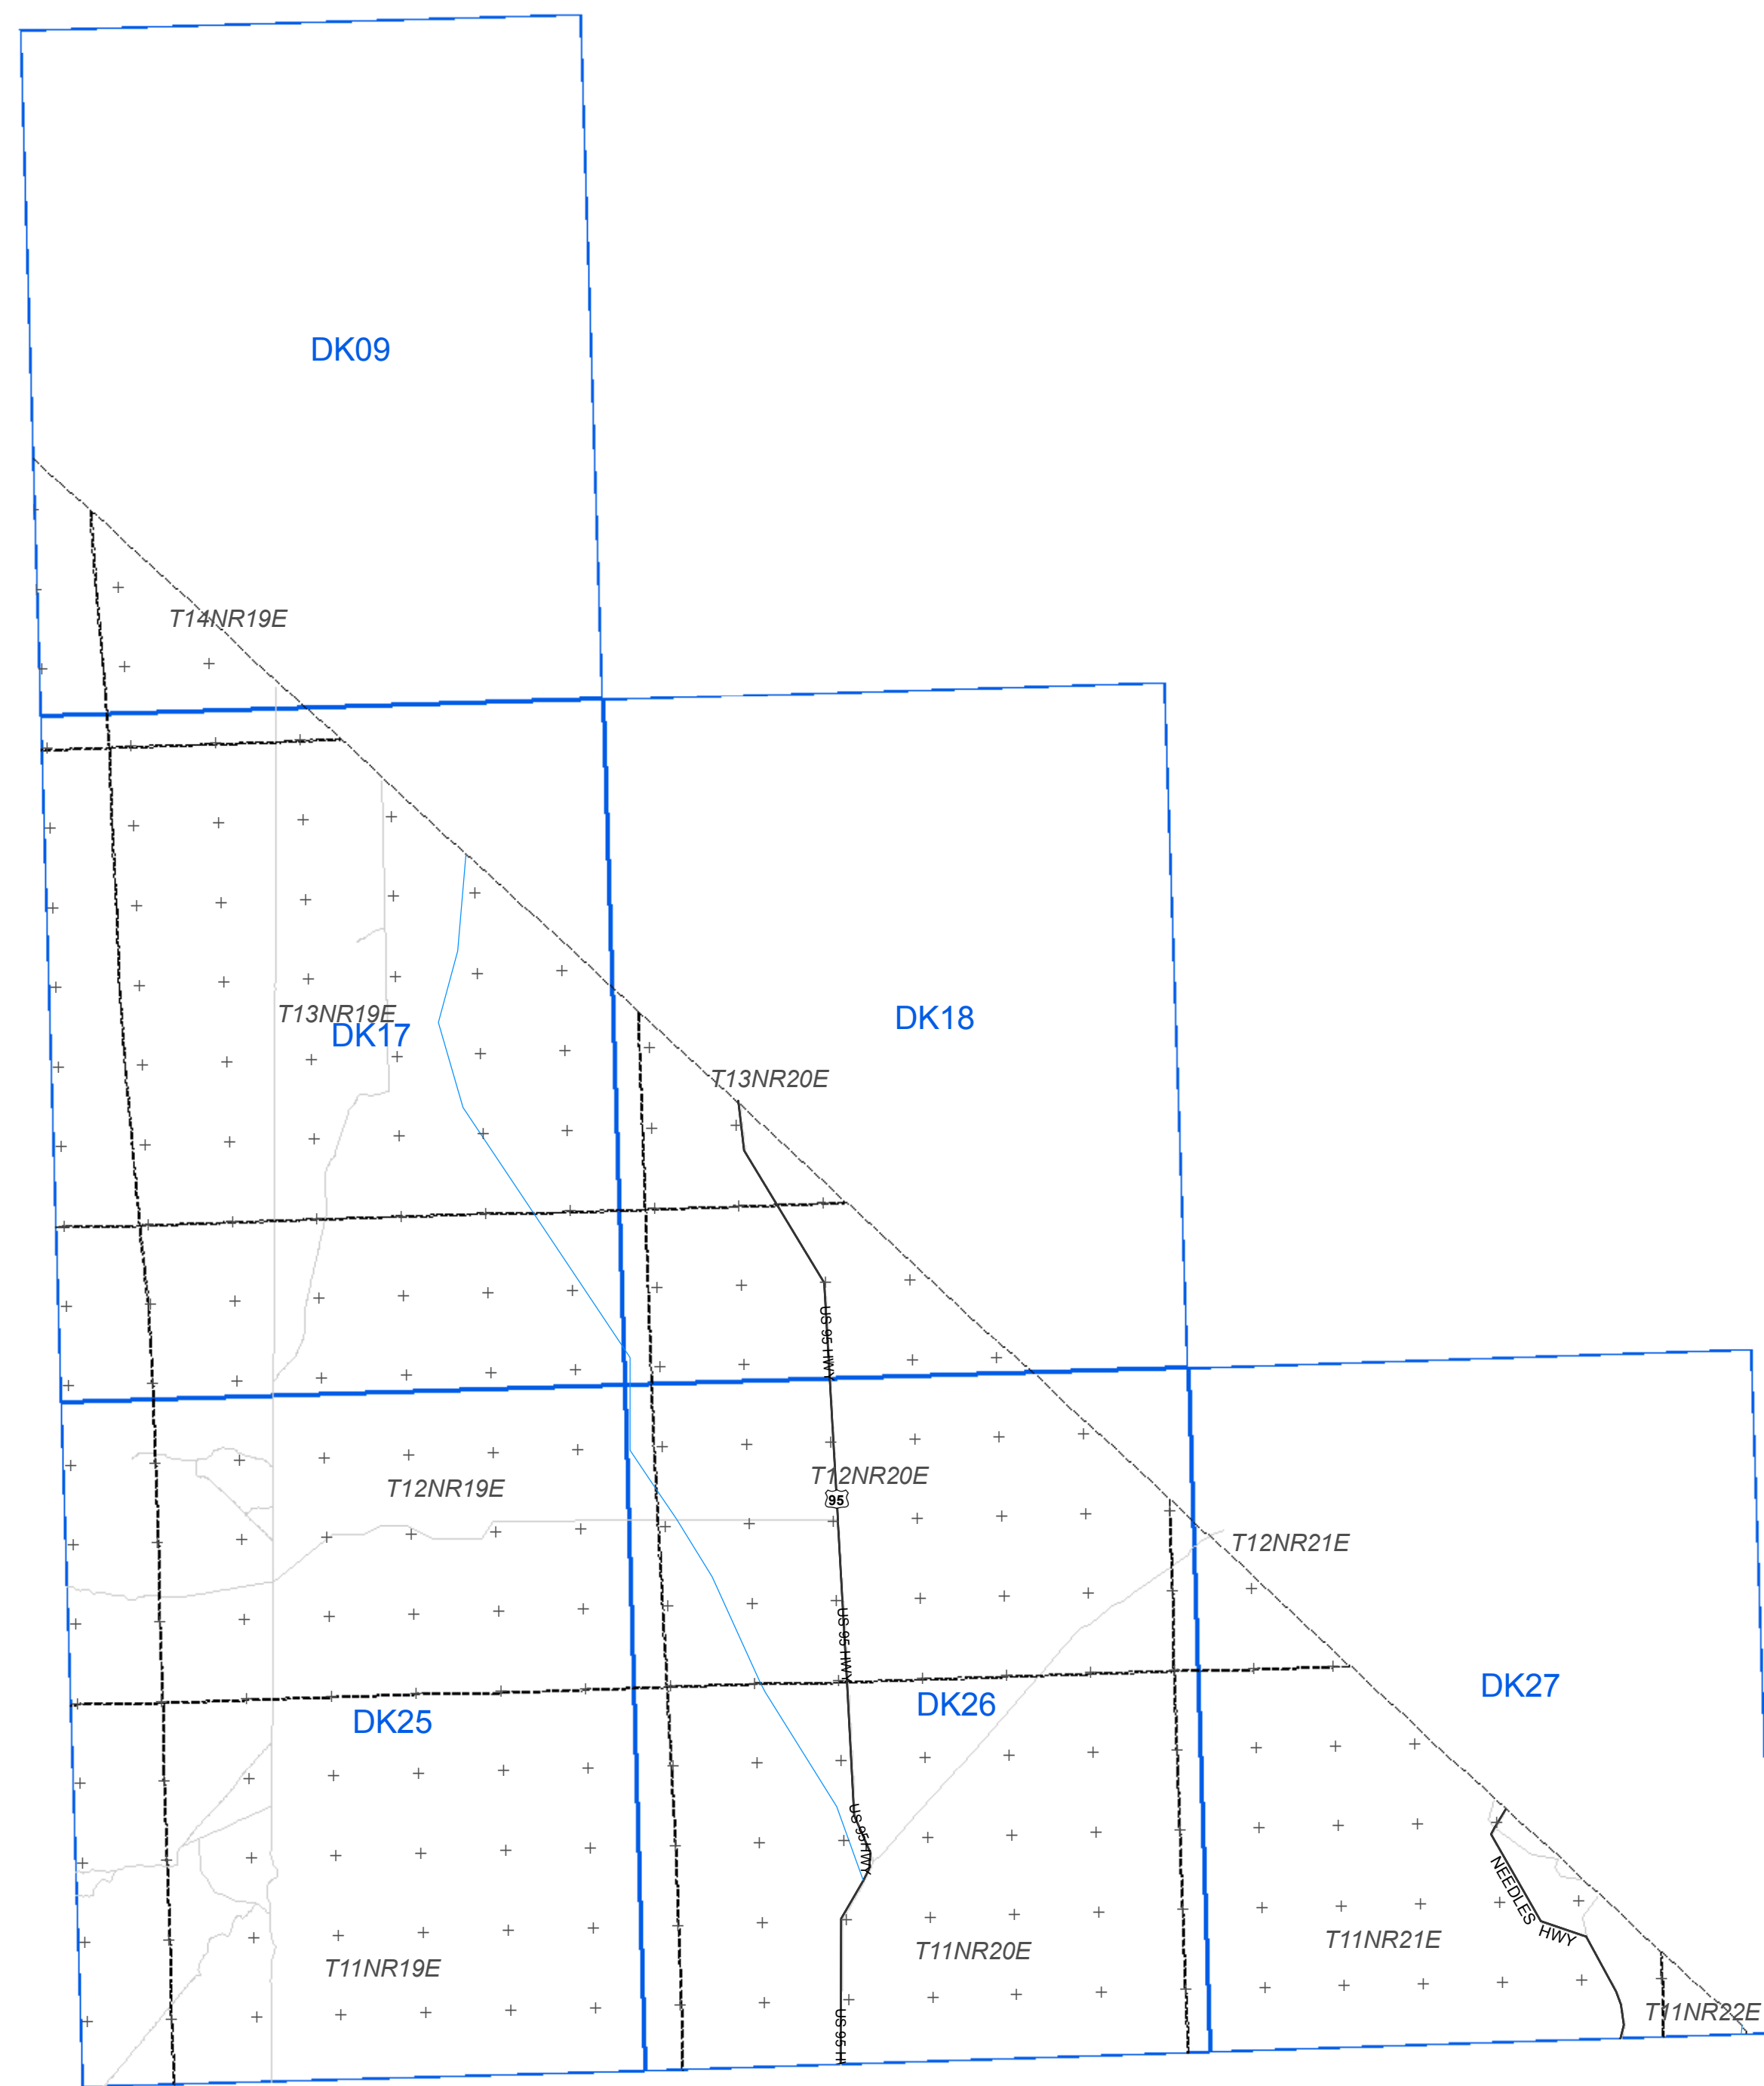 DK09
T14NR19E
T13NR19E
DK17
DK18
T13NR20E
US 95 HWY
T12NR19E
T12NR20E
95
T12NR21E
US 95 HWY
DK25
DK26
DK27
US 95 HWY
NEEDLES HWY
T11NR19E
T11NR20E
T11NR21E
T11NR22E
US 95 H